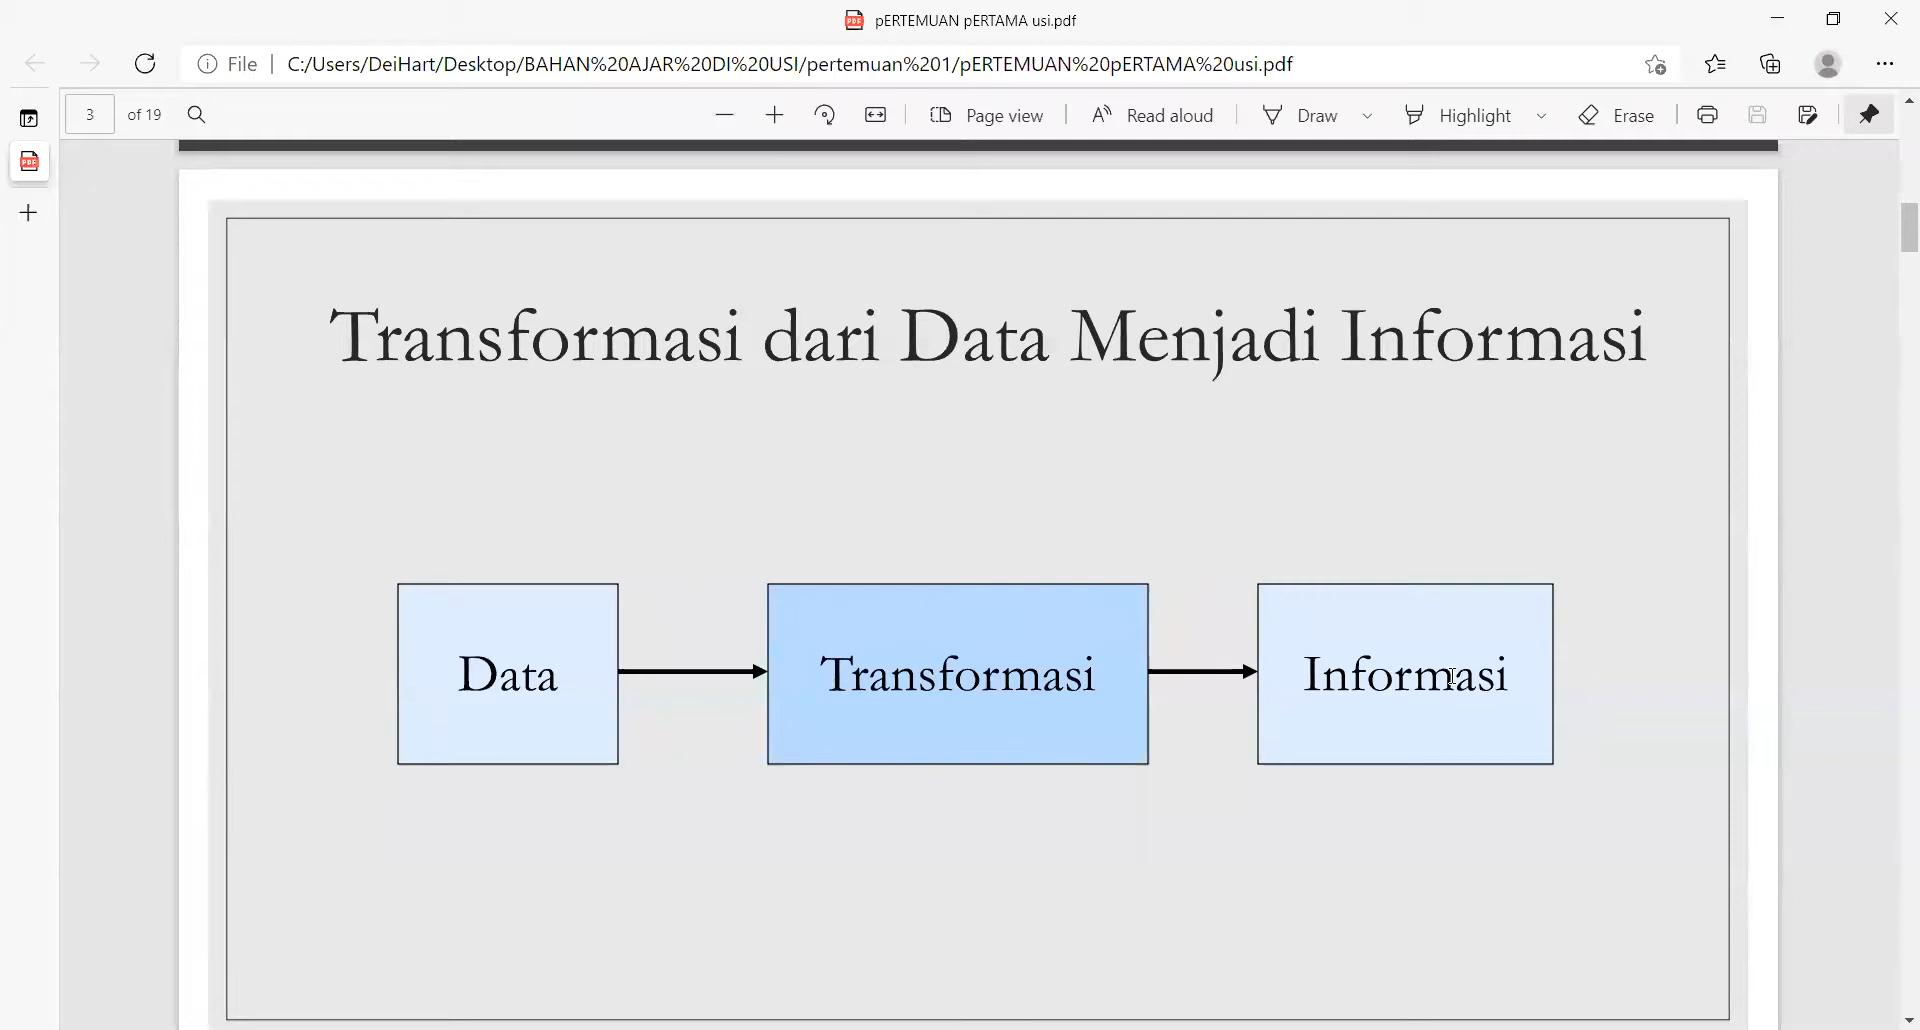 pERTEMUAN pERTAMA usi.pdf
File C:/Users/DeiHart/Desktop/BAHAN%20AJAR%20DI%20USI/pertemuan%201/pERTEMUAN%20pERTAMA%20usi.pdf
3 of 19 Page view Read aloud Draw Highlight Erase
Transformasi dari Data Menjadi Informasi
Data Transformasi Informasi